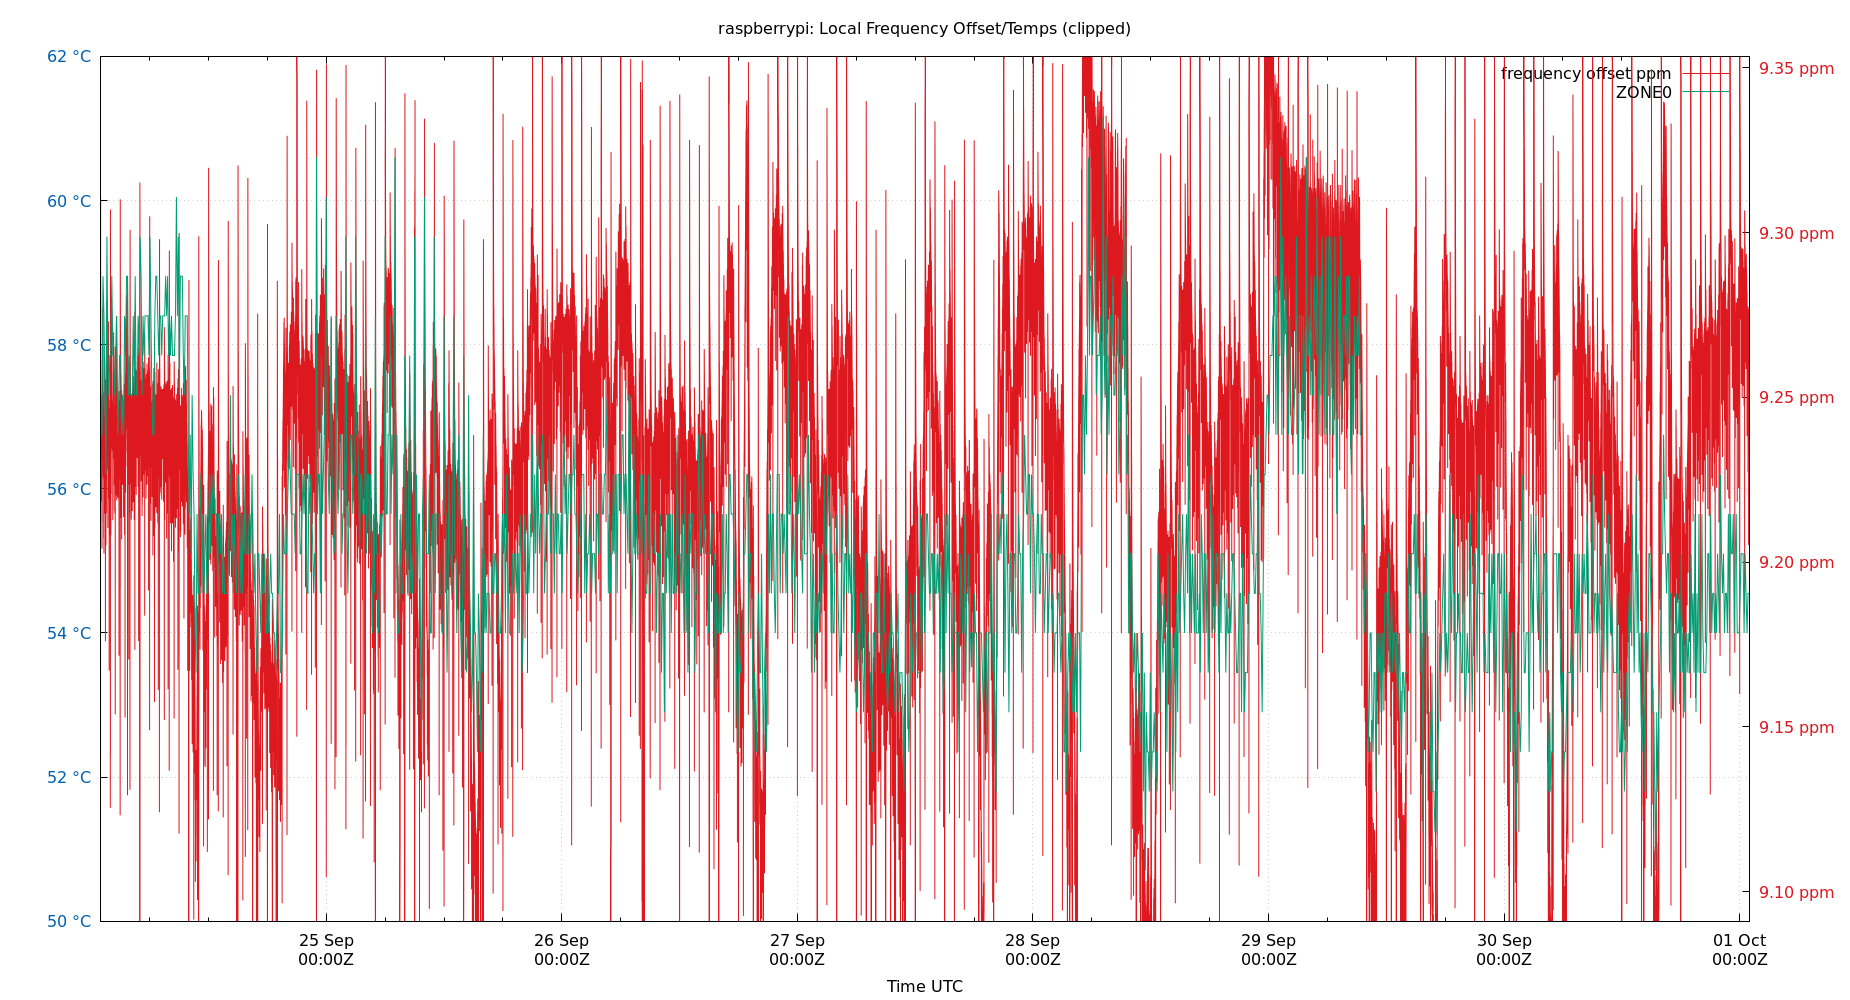 raspberrypi: Local Frequency Offset/Temps (clipped)
62 °C
60 °C
58 °C
56 °C
54 °C
52 °C
50 °C
frequency offset ppm
ZONE0
9.35 ppm
9.30 ppm
9.25 ppm
9.20 ppm
9.15 ppm
9.10 ppm
25 Sep
00:00Z
26 Sep
00:00Z
27 Sep
00:00Z
28 Sep
00:00Z
29 Sep
00:00Z
30 Sep
00:00Z
01 Oct
00:00Z
Time UTC